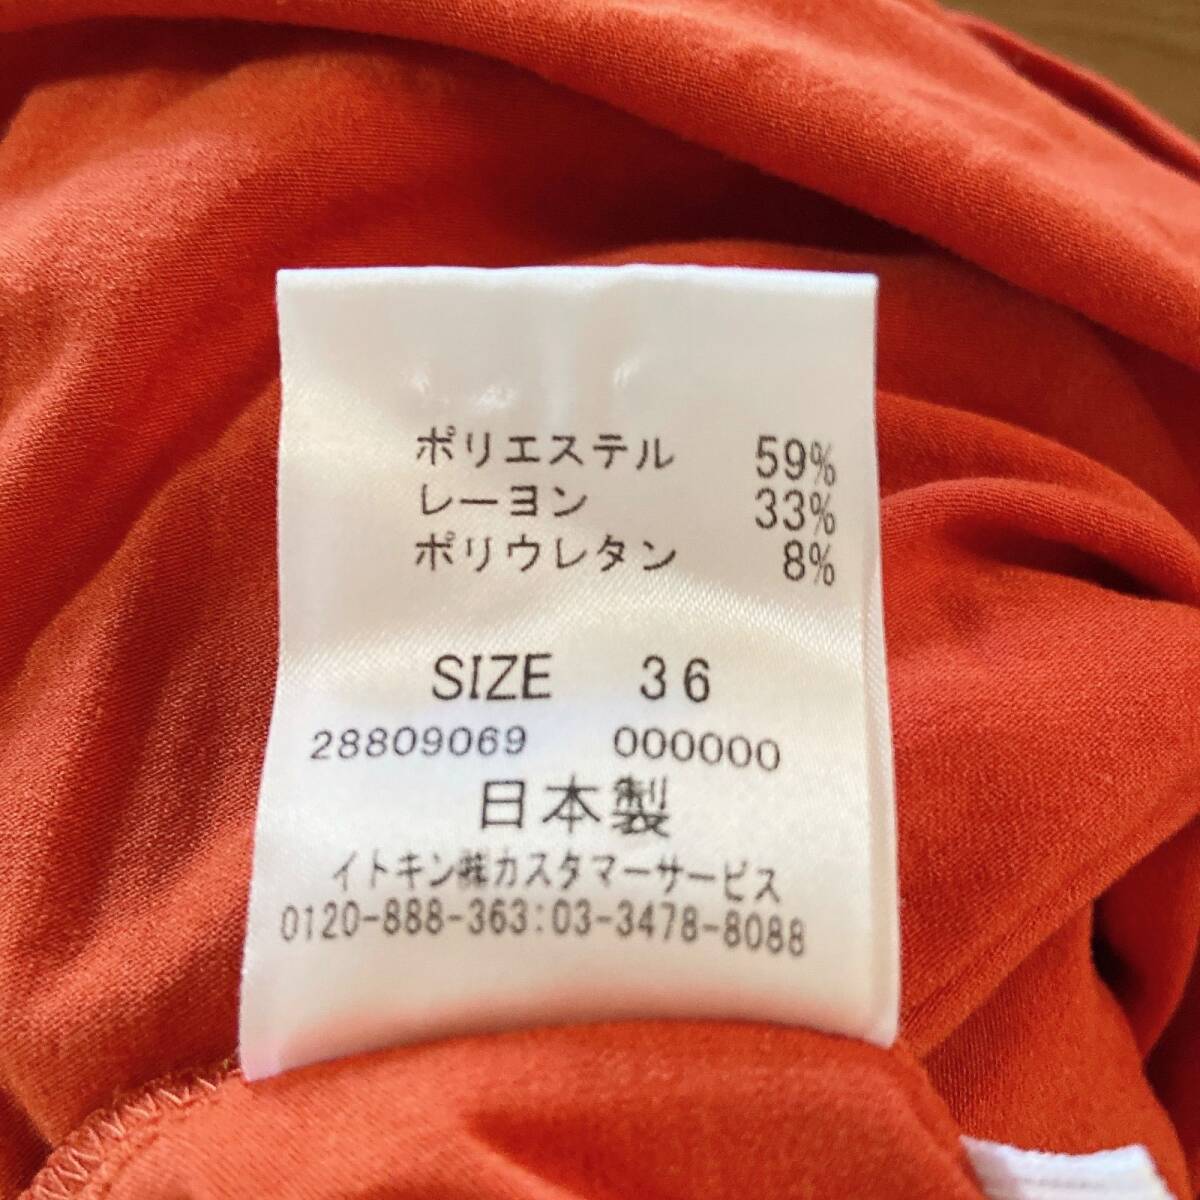 ポリエステル 59%
レーヨン 33%
ポリウレタン 8%
SIZE 36
28809069 000000
日本製
イトキン㈱カスタマーサービス
0120-888-363:03-3478-8088